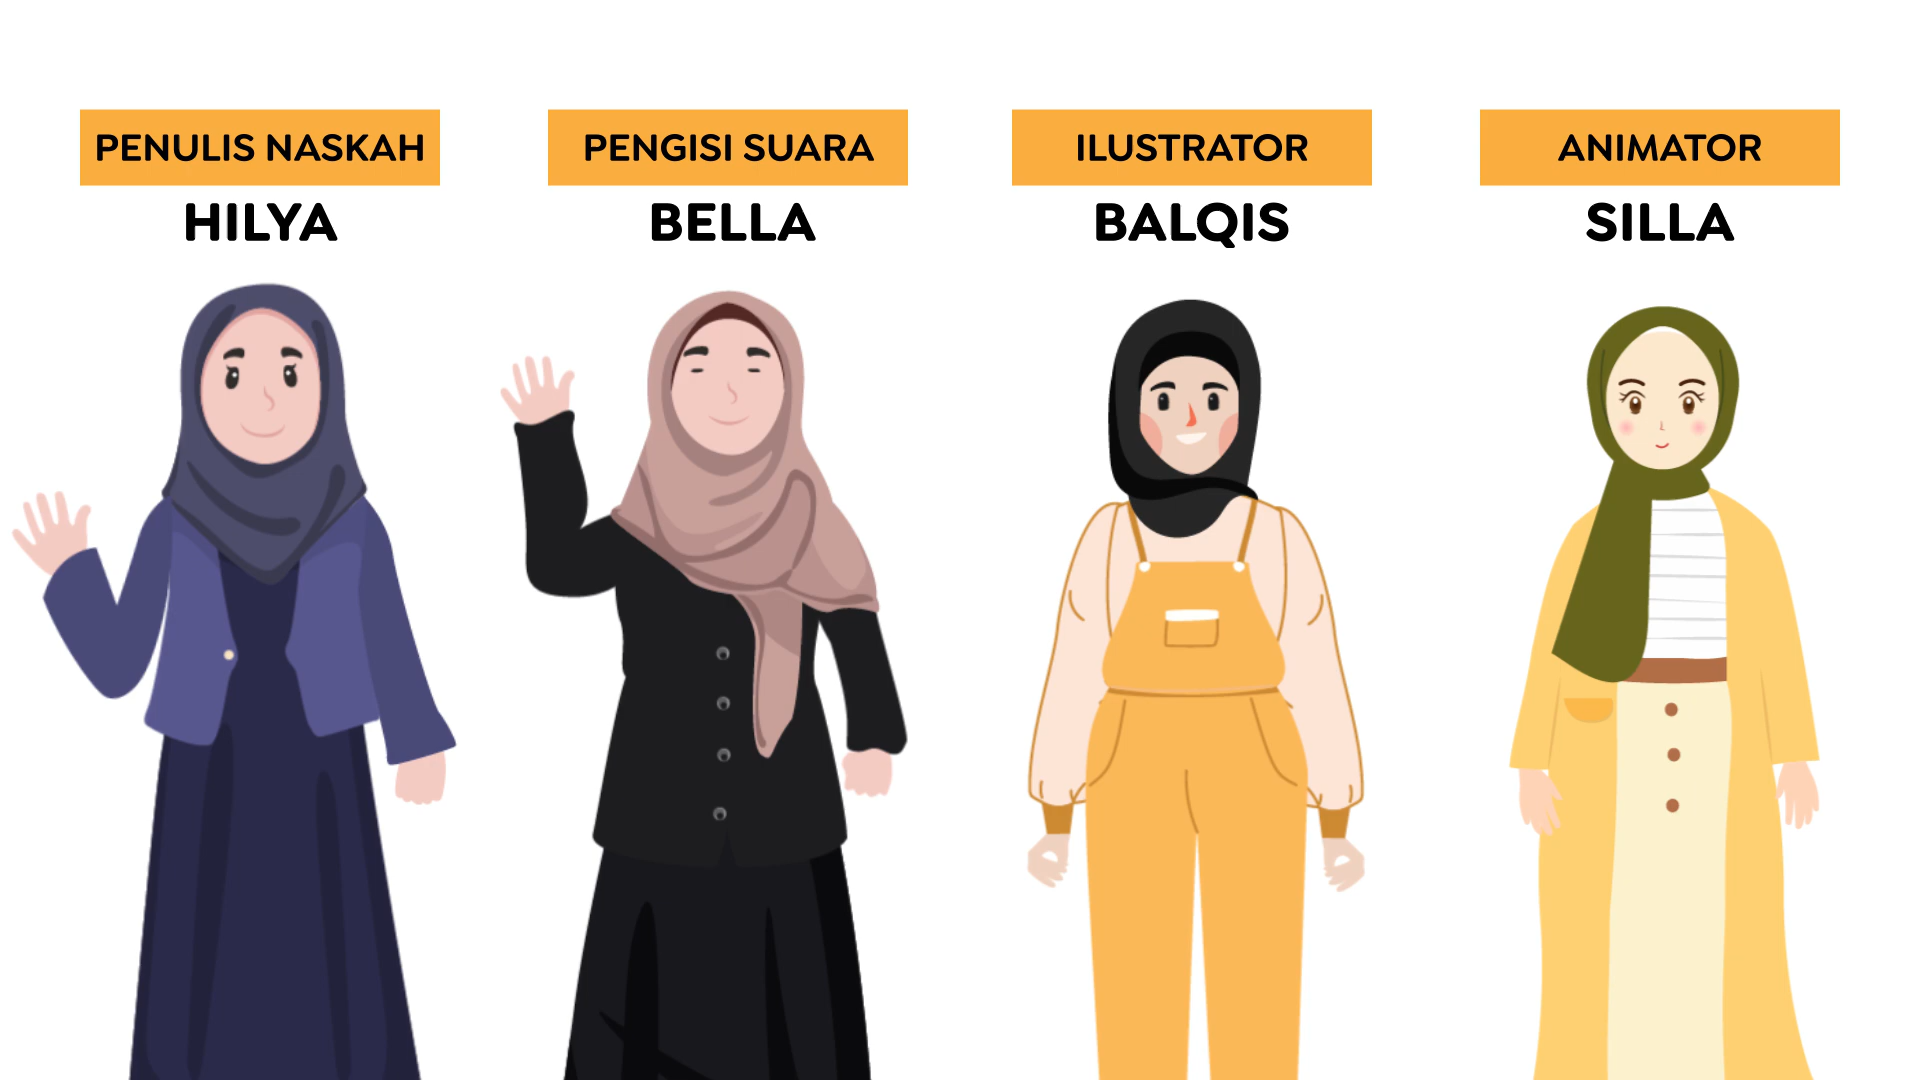 PENULIS NASKAH
HILYA
PENGISI SUARA
BELLA
ILUSTRATOR
BALQIS
ANIMATOR
SILLA